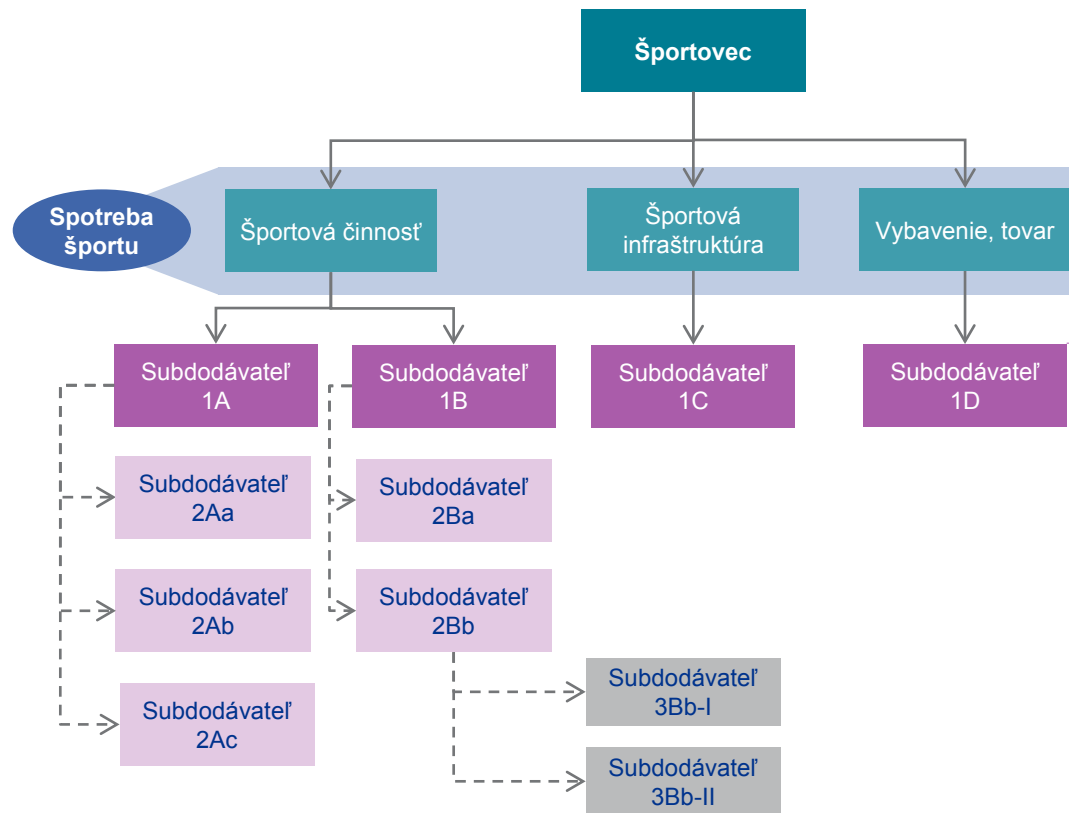 Športovec
Spotreba
športu
Športová činnosť
Športová
infraštruktúra
Vybavenie, tovar
Subdodávateľ
1A
Subdodávateľ
1B
Subdodávateľ
1C
Subdodávateľ
1D
Subdodávateľ
2Aa
Subdodávateľ
2Ba
Subdodávateľ
2Ab
Subdodávateľ
2Bb
Subdodávateľ
2Ac
Subdodávateľ
3Bb-I
Subdodávateľ
3Bb-II